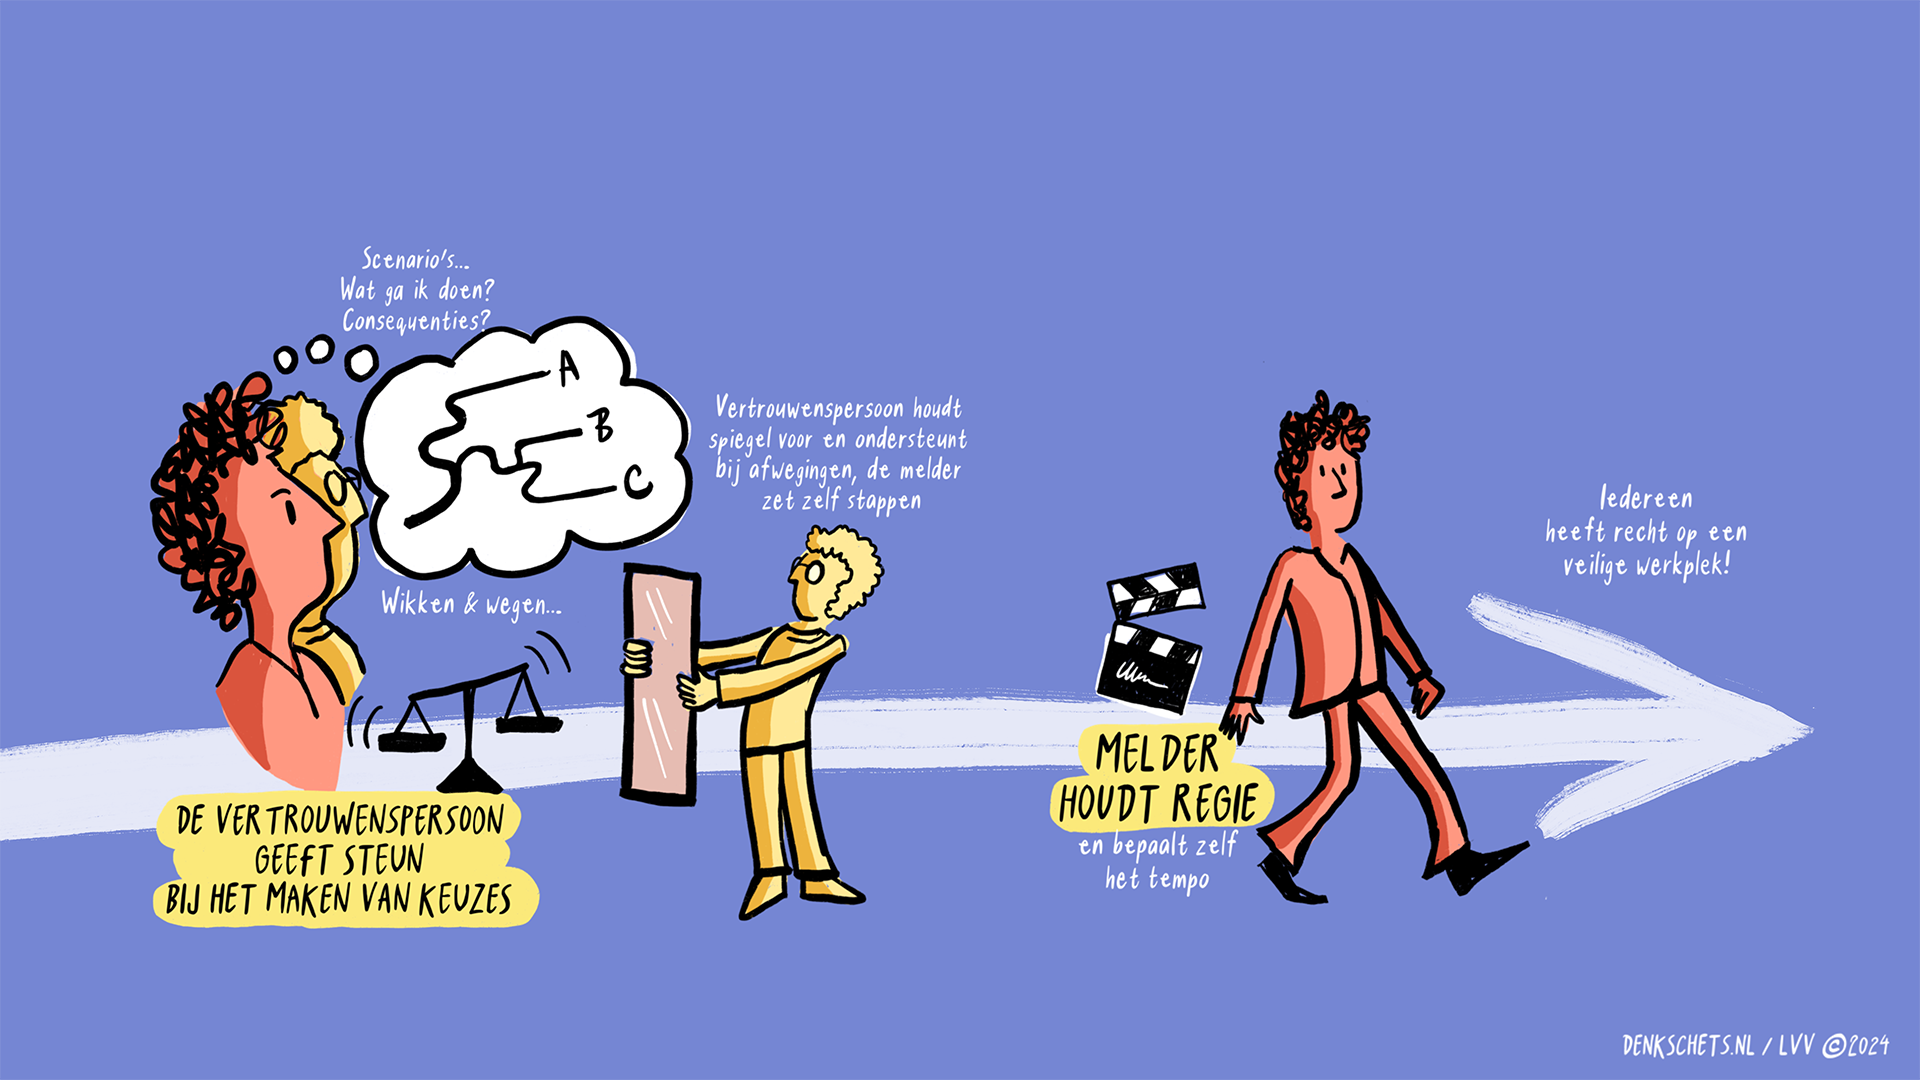 Scenario's...
Wat ga ik doen?
Consequenties?
A
B
C
Wikken & wegen...
DE VERTROUWENSPERSOON
GEEFT STEUN
BIJ HET MAKEN VAN KEUZES
Vertrouwenspersoon houdt
spiegel voor en ondersteunt
bij afwegingen, de melder
zet zelf stappen
MELDER
HOUDT REGIE
en bepaalt zelf
het tempo
Iedereen
heeft recht op een
veilige werkplek!
DENKSCHETS.NL / LVV ©2024